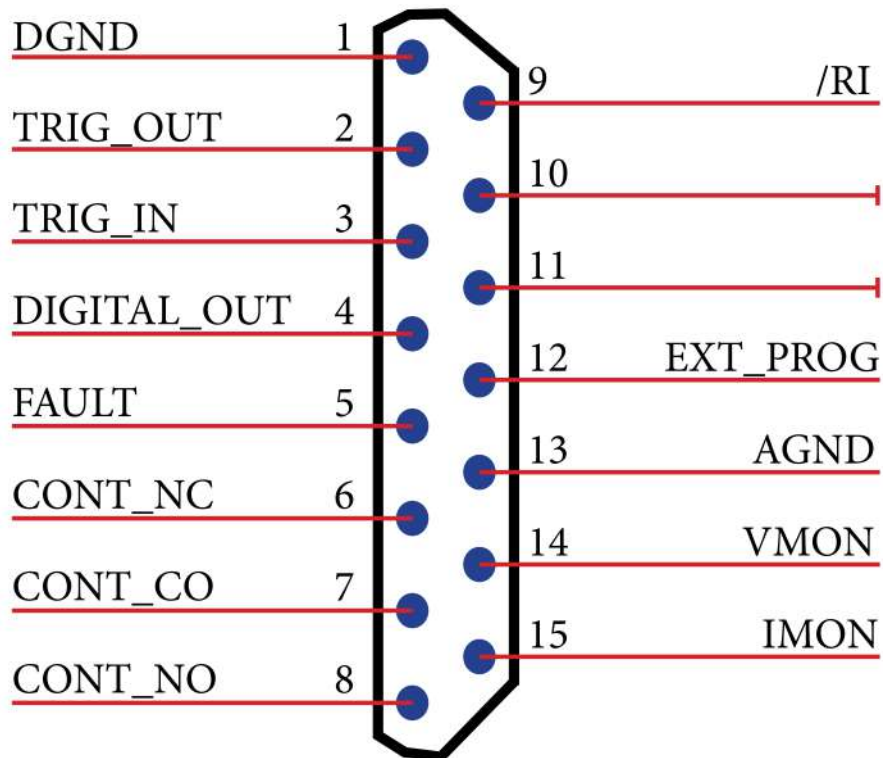 DGND 1
TRIG_OUT 2
TRIG_IN 3
DIGITAL_OUT 4
FAULT 5
CONT_NC 6
CONT_CO 7
CONT_NO 8
9 /RI
10
11
12 EXT_PROG
13 AGND
14 VMON
15 IMON